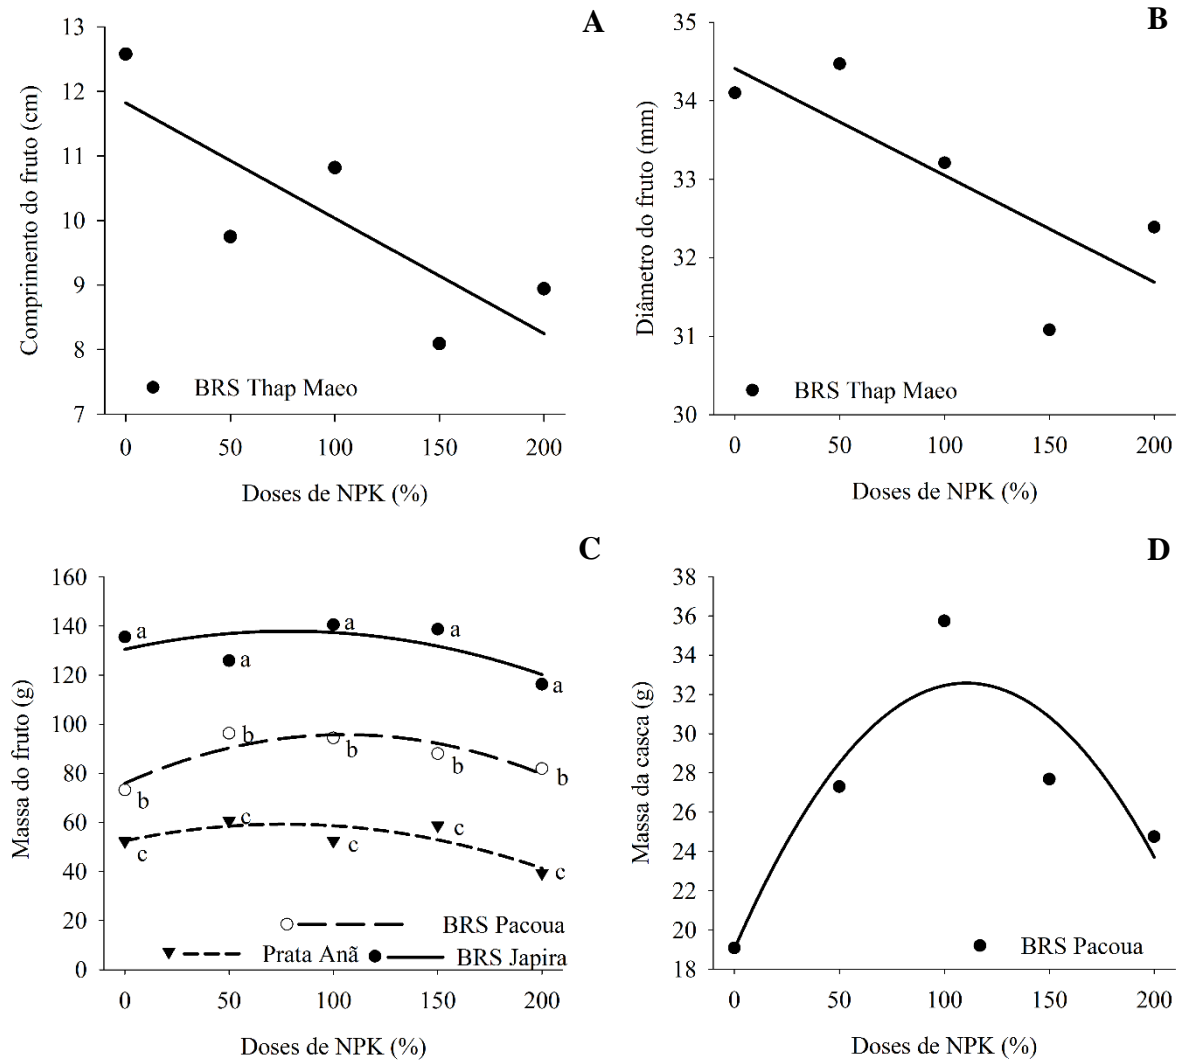 A
Comprimento do fruto (cm)
13
12
11
10
9
8
7
BRS Thap Maeo
0 50 100 150 200
Doses de NPK (%)
B
Diâmetro do fruto (mm)
35
34
33
32
31
30
BRS Thap Maeo
0 50 100 150 200
Doses de NPK (%)
C
Massa do fruto (g)
160
140
120
100
80
60
40
20
0
a a a a a
b b b b b
c c c c c
BRS Pacoua
Prata Anã BRS Japira
0 50 100 150 200
Doses de NPK (%)
D
Massa da casca (g)
38
36
34
32
30
28
26
24
22
20
18
BRS Pacoua
0 50 100 150 200
Doses de NPK (%)